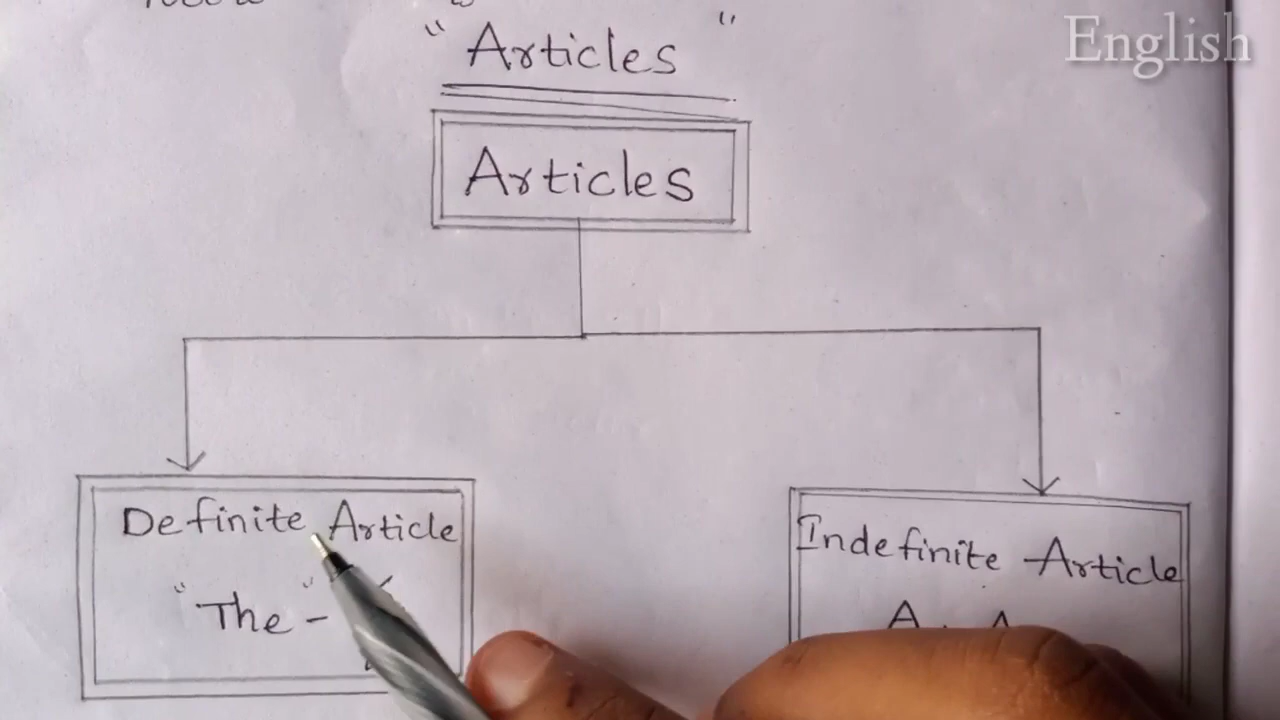 English
" Articles "
Articles
Definite Article
Indefinite Article
"The" -
A